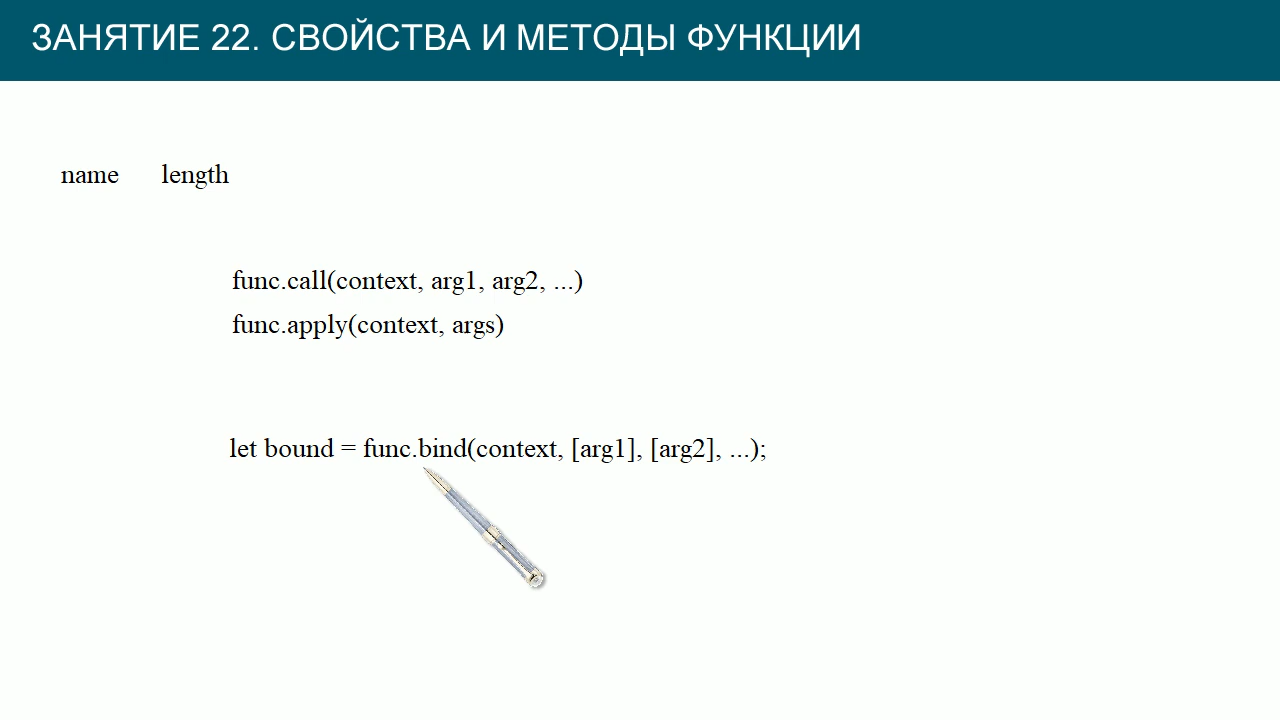 ЗАНЯТИЕ 22. СВОЙСТВА И МЕТОДЫ ФУНКЦИИ
name length
func.call(context, arg1, arg2, ...)
func.apply(context, args)
let bound = func.bind(context, [arg1], [arg2], ...);